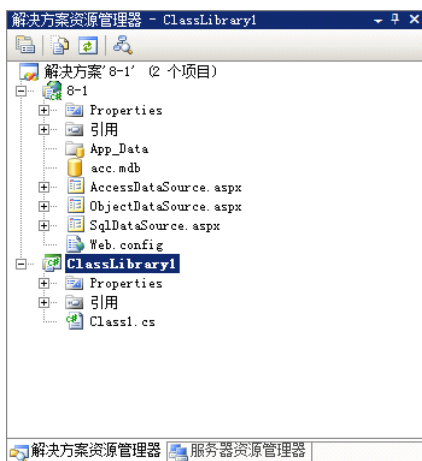 解决方案资源管理器 - ClassLibrary1
解决方案'8-1' (2 个项目)
8-1
Properties
引用
App_Data
acc.mdb
AccessDataSource.aspx
ObjectDataSource.aspx
SqlDataSource.aspx
Web.config
ClassLibrary1
Properties
引用
Class1.cs
解决方案资源管理器 服务器资源管理器